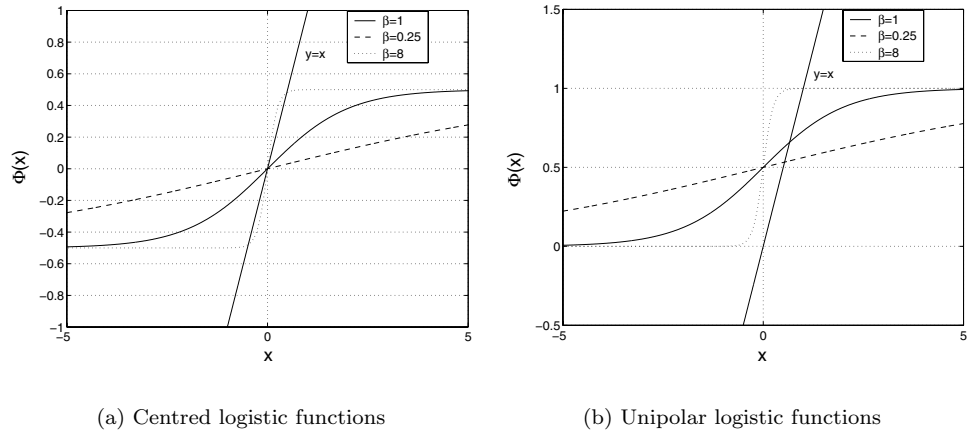 1
0.8
0.6
0.4
0.2
0
−0.2
−0.4
−0.6
−0.8
−1
−5
0
5
Φ(x)
x
β=1
β=0.25
β=8
y=x
(a) Centred logistic functions
1.5
1
0.5
0
−0.5
−5
0
5
Φ(x)
x
β=1
β=0.25
β=8
y=x
(b) Unipolar logistic functions